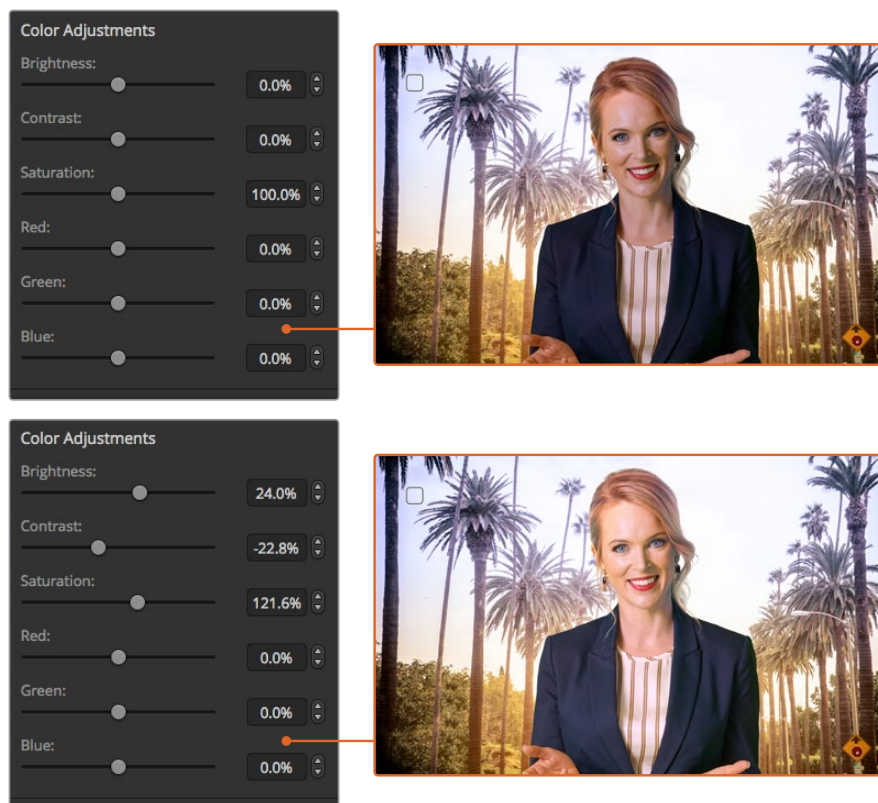 Color Adjustments
Brightness:
0.0%
Contrast:
0.0%
Saturation:
100.0%
Red:
0.0%
Green:
0.0%
Blue:
0.0%
Color Adjustments
Brightness:
24.0%
Contrast:
-22.8%
Saturation:
121.6%
Red:
0.0%
Green:
0.0%
Blue:
0.0%